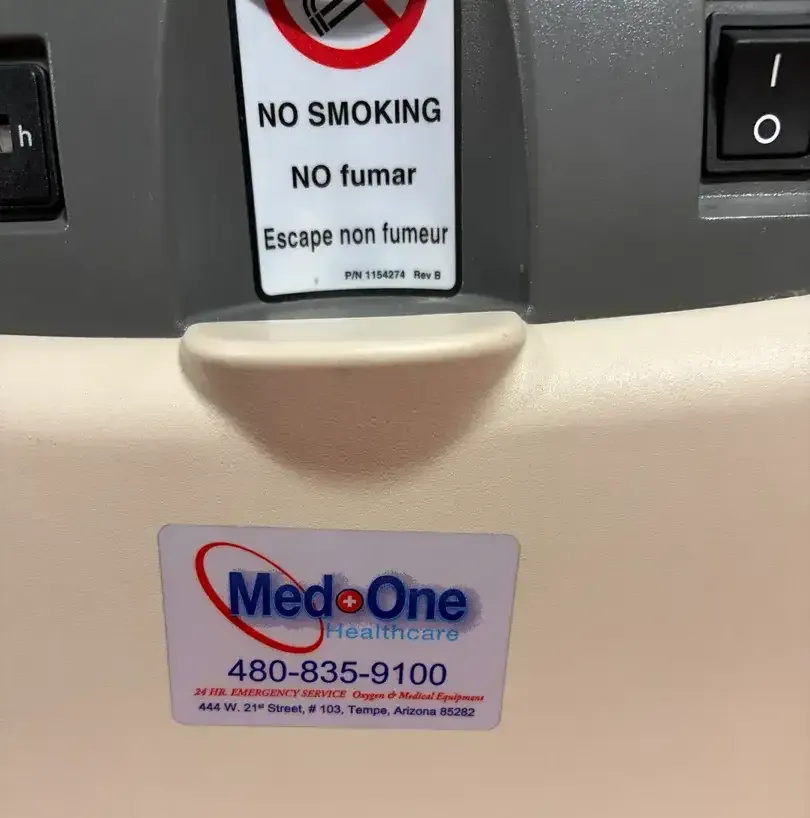 h
I
O
NO SMOKING
NO fumar
Escape non fumeur
P/N 1154274 Rev B
Med One
Healthcare
480-835-9100
24 HR. EMERGENCY SERVICE Oxygen & Medical Equipment
444 W. 21st Street, # 103, Tempe, Arizona 85282